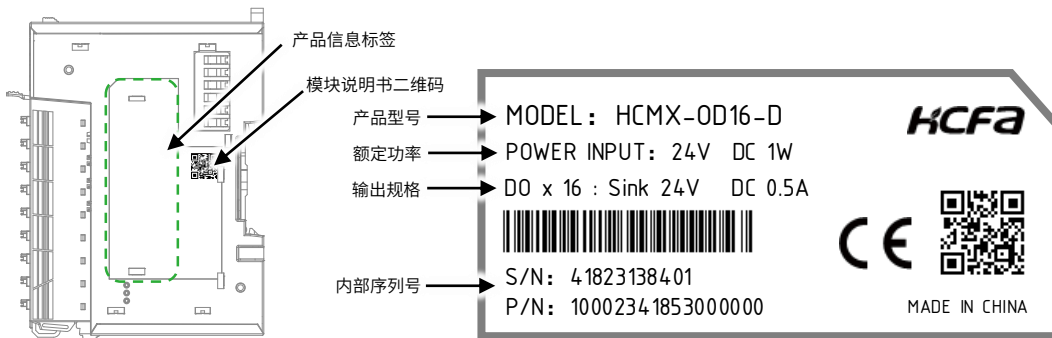 产品信息标签
模块说明书二维码
产品型号
额定功率
输出规格
内部序列号
MODEL: HCMX-OD16-D
POWER INPUT: 24V DC 1W
DO x 16 : Sink 24V DC 0.5A
S/N: 41823138401
P/N: 10002341853000000
HCFa
CE
MADE IN CHINA